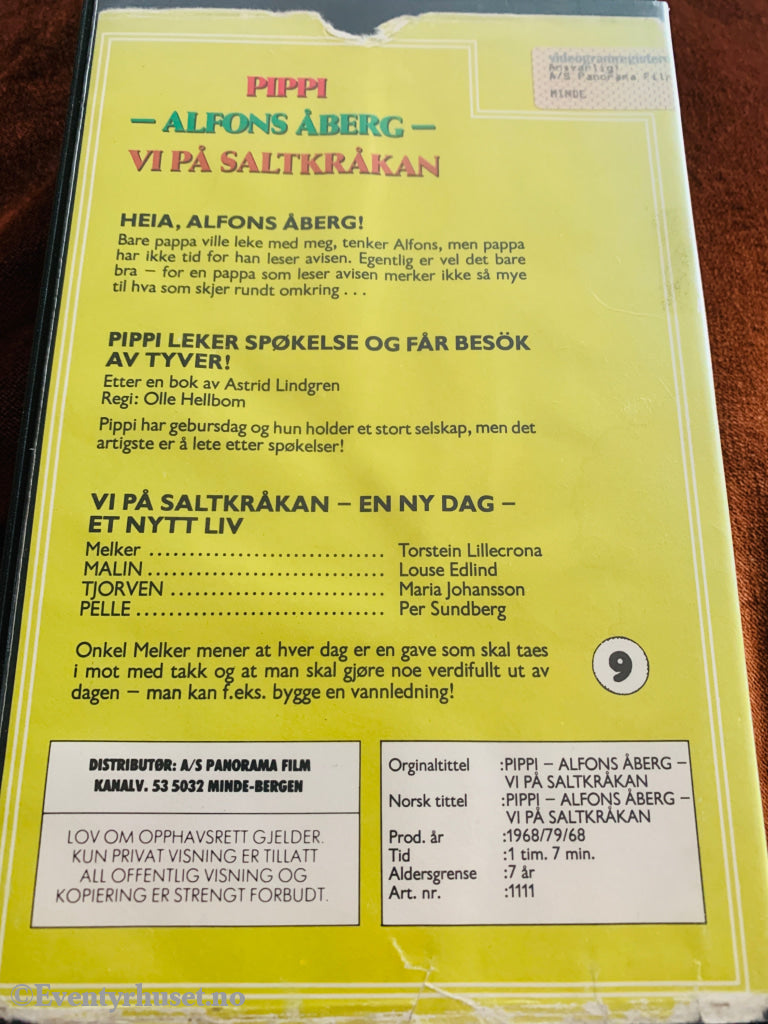 videogramregister
Ansvarlig:
A/S Panorama Film
MINDE
PIPPI
– ALFONS ÅBERG –
VI PÅ SALTKRÅKAN
HEIA, ALFONS ÅBERG!
Bare pappa ville leke med meg, tenker Alfons, men pappa
har ikke tid for han leser avisen. Egentlig er vel det bare
bra – for en pappa som leser avisen merker ikke så mye
til hva som skjer rundt omkring . . .
PIPPI LEKER SPØKELSE OG FÅR BESÖK
AV TYVER!
Etter en bok av Astrid Lindgren
Regi: Olle Hellbom
Pippi har gebursdag og hun holder et stort selskap, men det
artigste er å lete etter spøkelser!
VI PÅ SALTKRÅKAN – EN NY DAG –
ET NYTT LIV
Melker ............................. Torstein Lillecrona
MALIN ............................. Louse Edlind
TJORVEN .......................... Maria Johansson
PELLE ............................... Per Sundberg
Onkel Melker mener at hver dag er en gave som skal taes
i mot med takk og at man skal gjøre noe verdifullt ut av
dagen – man kan f.eks. bygge en vannledning!
9
DISTRIBUTØR: A/S PANORAMA FILM
KANALV. 53 5032 MINDE-BERGEN
LOV OM OPPHAVSRETT GJELDER.
KUN PRIVAT VISNING ER TILLATT
ALL OFFENTLIG VISNING OG
KOPIERING ER STRENGT FORBUDT.
Orginaltittel :PIPPI – ALFONS ÅBERG –
VI PÅ SALTKRÅKAN
Norsk tittel :PIPPI – ALFONS ÅBERG –
VI PÅ SALTKRÅKAN
Prod. år :1968/79/68
Tid :1 tim. 7 min.
Aldersgrense :7 år
Art. nr. :1111
©Eventyrhuset.no